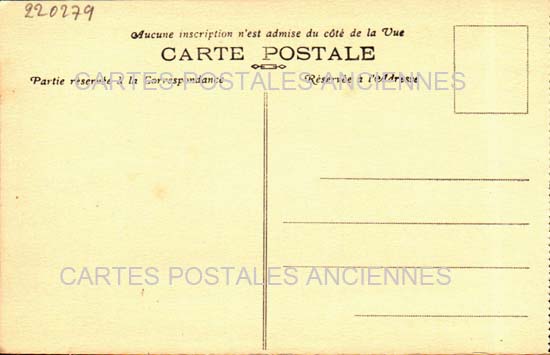 220279
Aucune inscription n'est admise du côté de la Vue
CARTE POSTALE
Partie réservée à la Correspondance
Réservée à l'Adresse
CARTES POSTALES ANCIENNES
CARTES POSTALES ANCIENNES